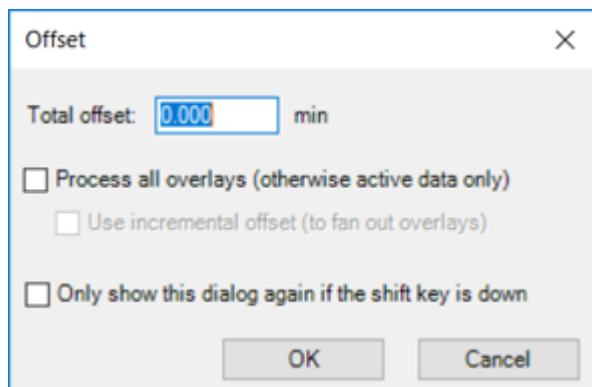 Offset
Total offset: 0.000 min
Process all overlays (otherwise active data only)
Use incremental offset (to fan out overlays)
Only show this dialog again if the shift key is down
OK Cancel